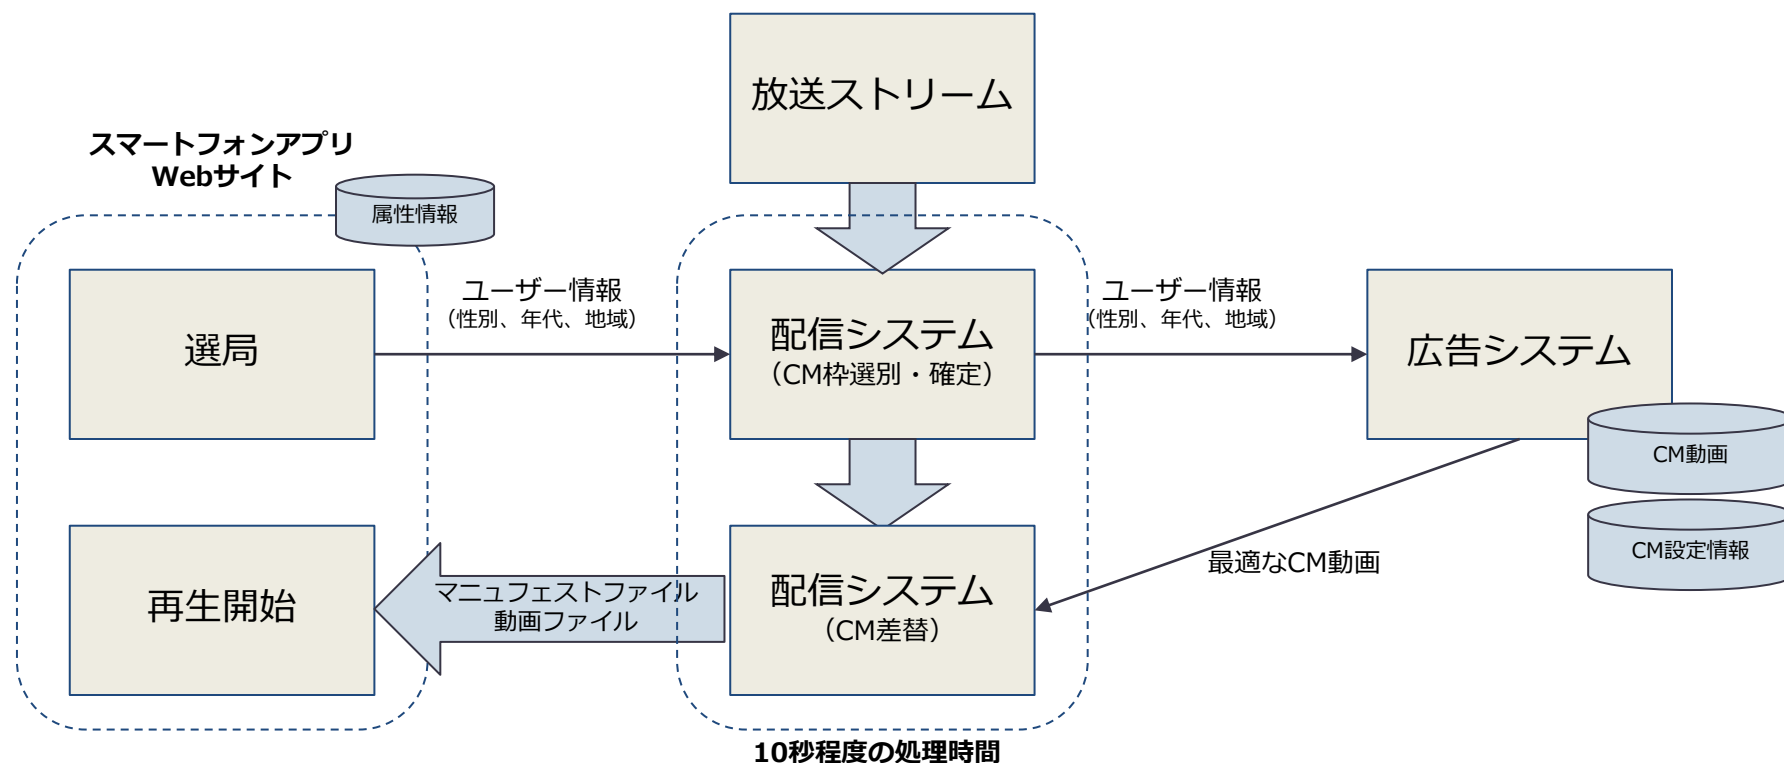 放送ストリーム
スマートフォンアプリ
Webサイト
属性情報
選局
ユーザー情報
（性別、年代、地域）
配信システム
（CM枠選別・確定）
ユーザー情報
（性別、年代、地域）
広告システム
CM動画
CM設定情報
最適なCM動画
再生開始
マニュフェストファイル
動画ファイル
配信システム
（CM差替）
10秒程度の処理時間